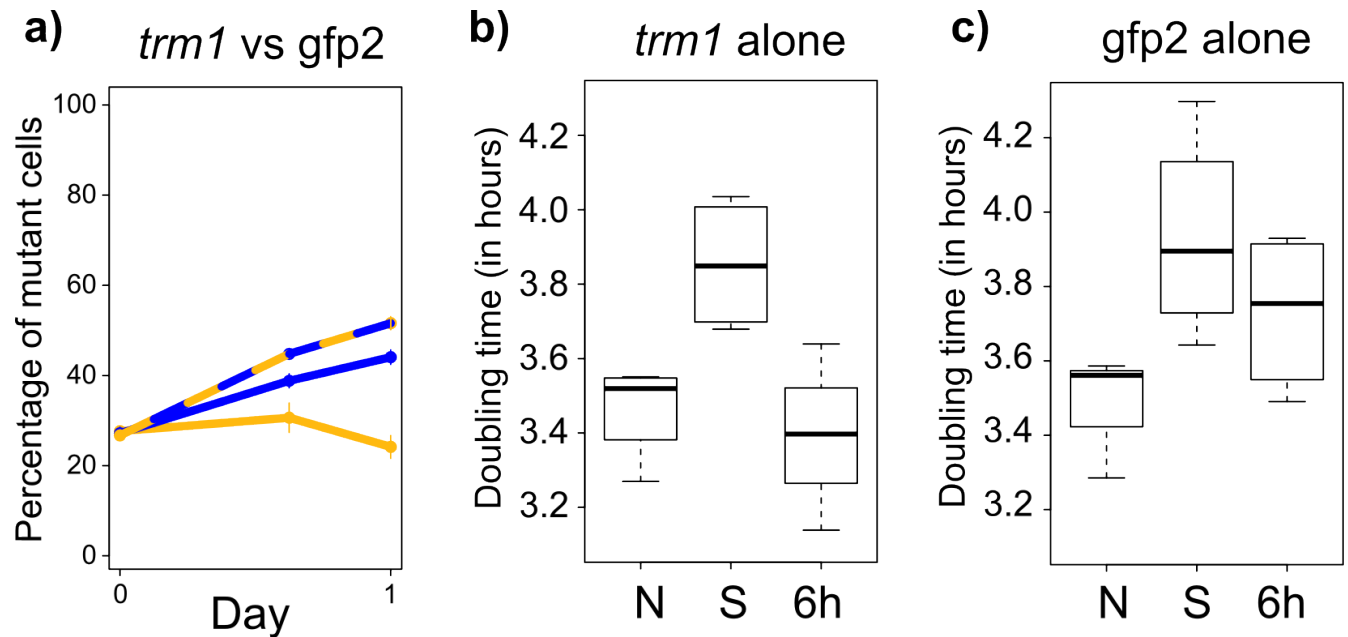 a)
trm1 vs gfp2
Percentage of mutant cells
100
80
60
40
20
0
0
1
Day
b)
trm1 alone
Doubling time (in hours)
4.2
4.0
3.8
3.6
3.4
3.2
N
S
6h
c)
gfp2 alone
Doubling time (in hours)
4.2
4.0
3.8
3.6
3.4
3.2
N
S
6h